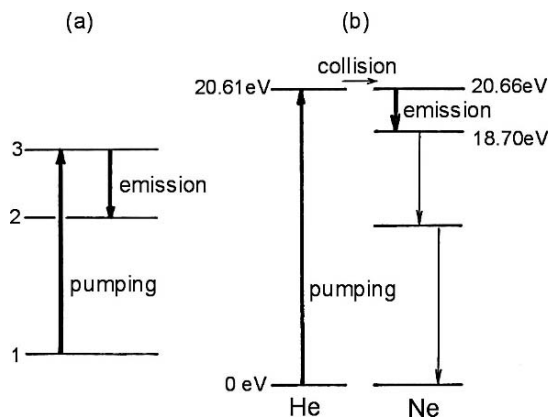 (a)
(b)
collision
20.61eV
20.66eV
emission
18.70eV
3
emission
2
pumping
pumping
1
0 eV
He
Ne